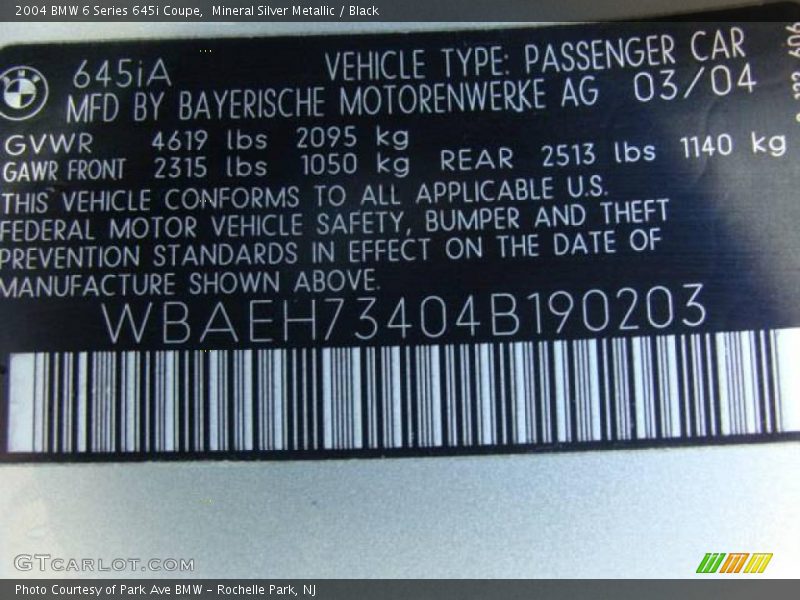 2004 BMW 6 Series 645i Coupe,  Mineral Silver Metallic / Black
BMW
645iA
VEHICLE TYPE: PASSENGER CAR
MFD BY BAYERISCHE MOTORENWERKE AG 03/04
GVWR 4619 lbs 2095 kg
GAWR FRONT 2315 lbs 1050 kg REAR 2513 lbs 1140 kg
THIS VEHICLE CONFORMS TO ALL APPLICABLE U.S.
FEDERAL MOTOR VEHICLE SAFETY, BUMPER AND THEFT
PREVENTION STANDARDS IN EFFECT ON THE DATE OF
MANUFACTURE SHOWN ABOVE.
WBAEH73404B190203
GTCARLOT.COM
Photo Courtesy of Park Ave BMW - Rochelle Park, NJ